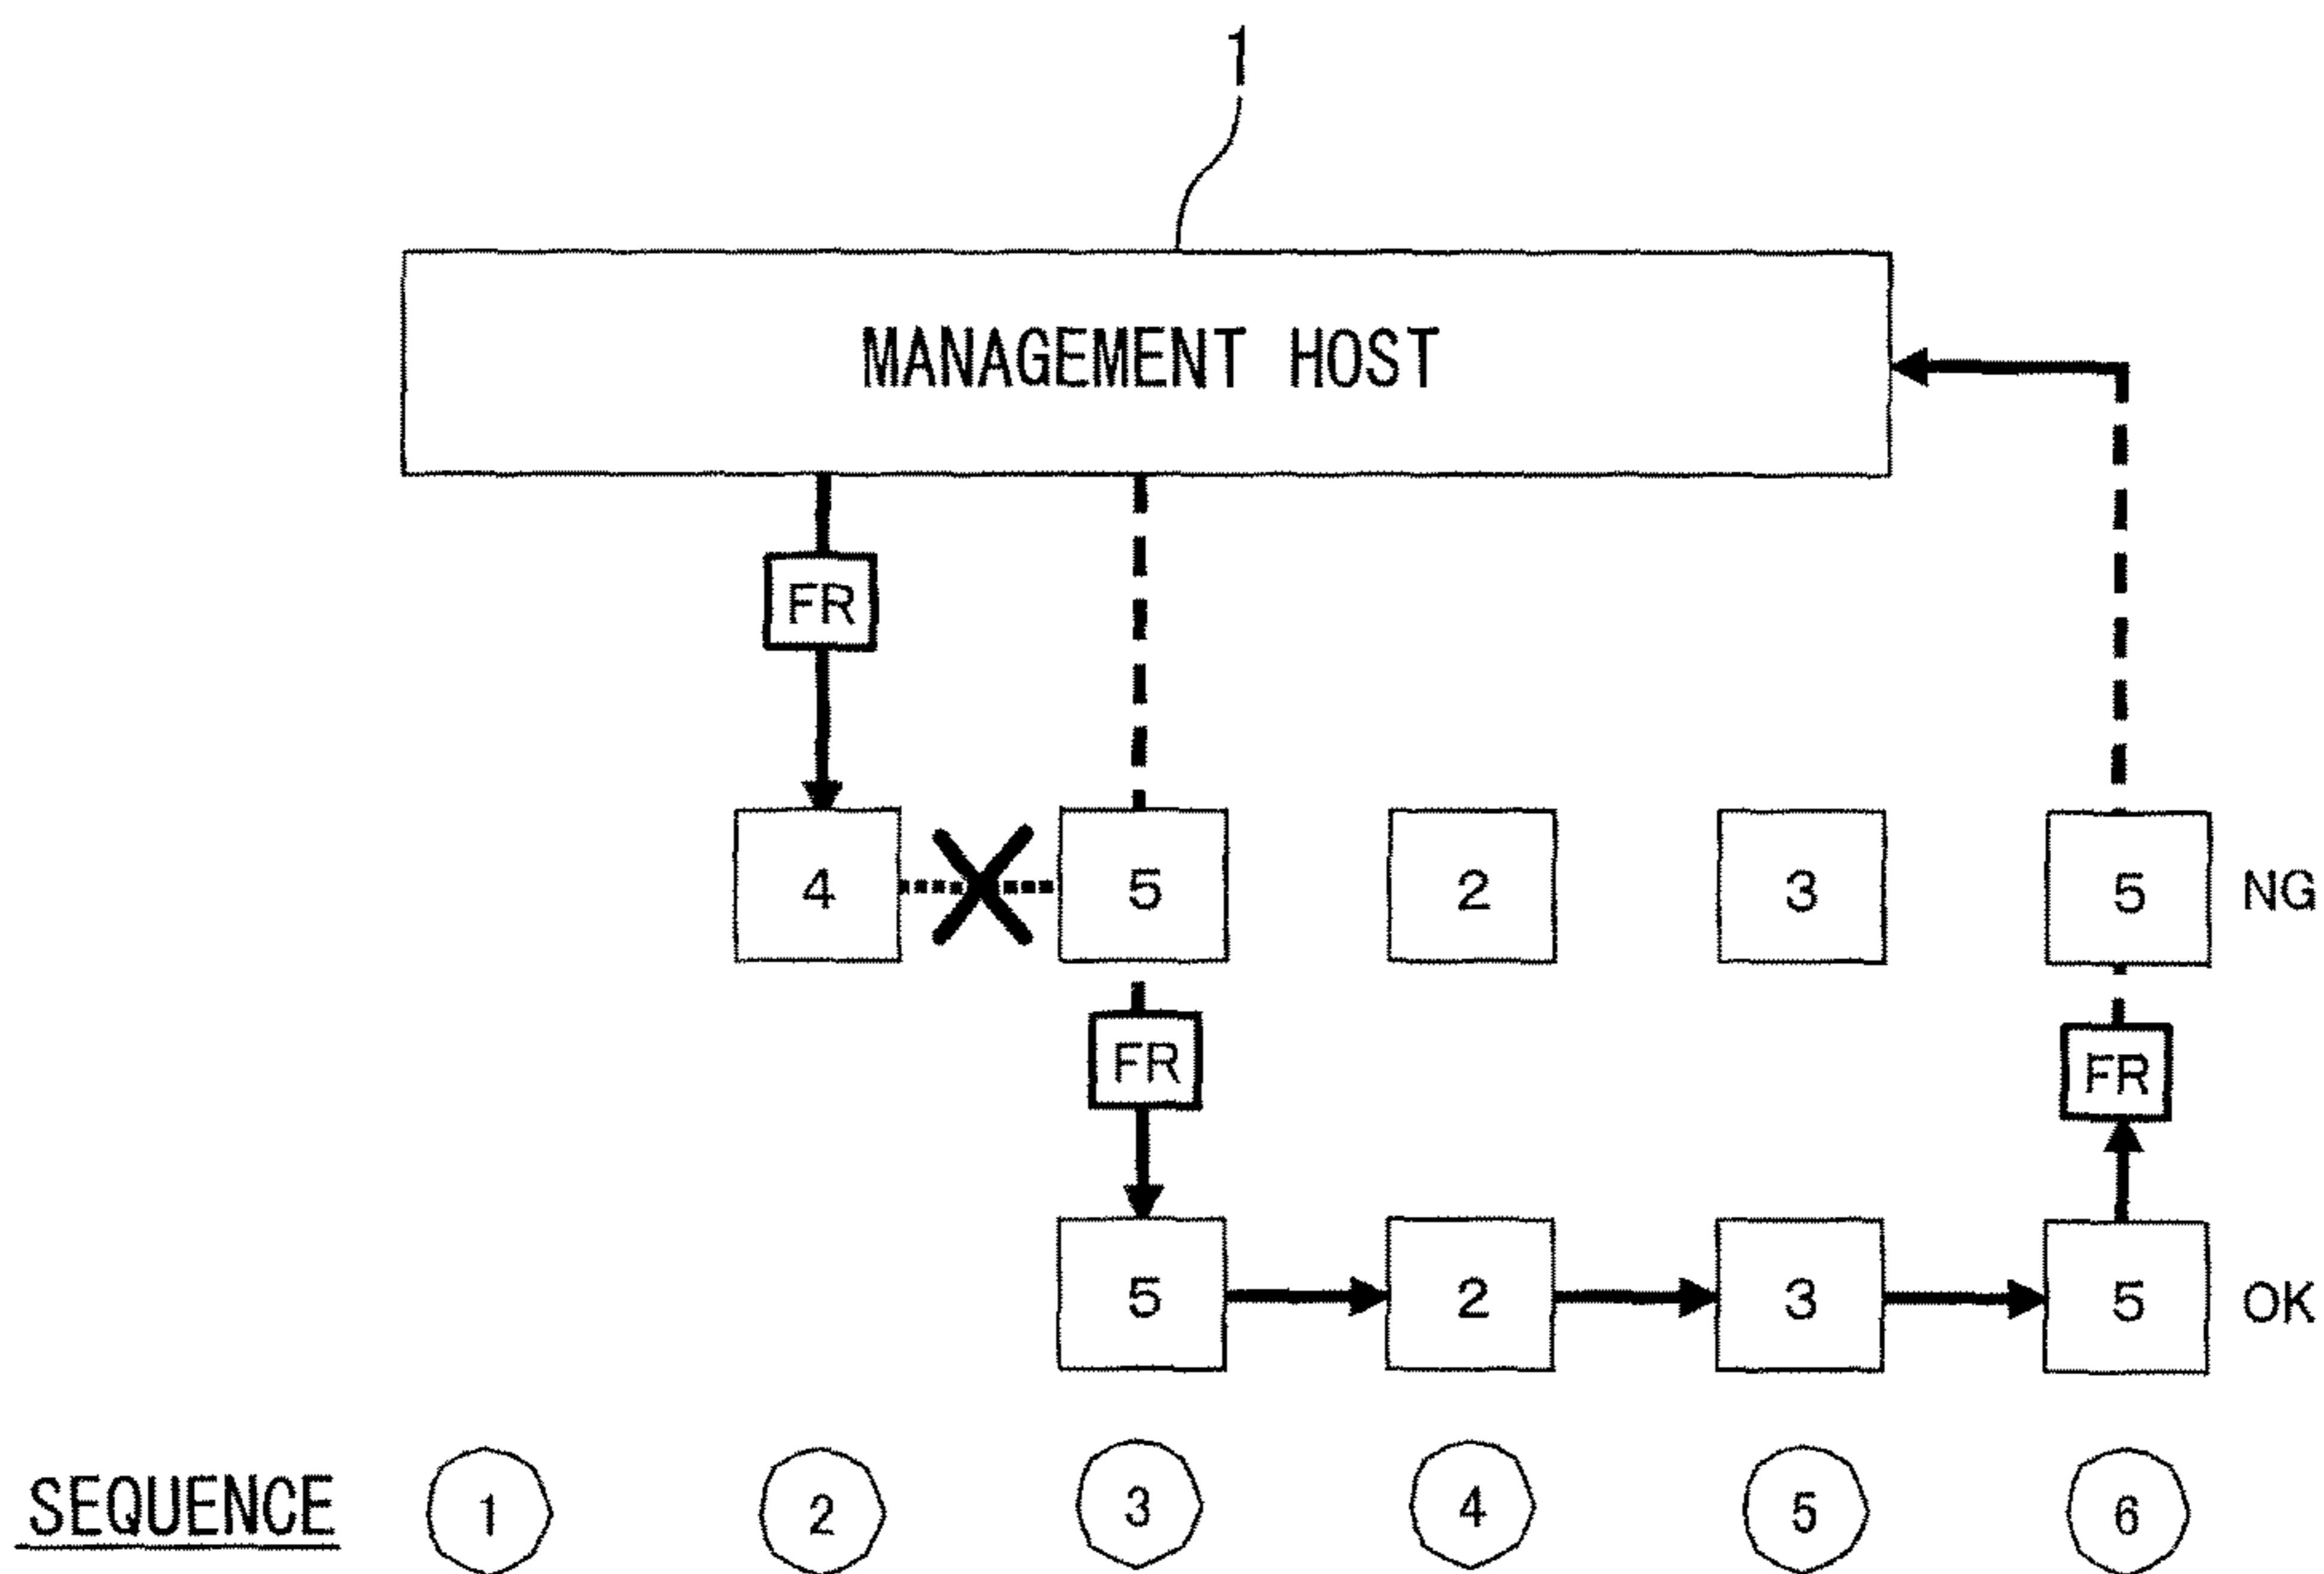 1
MANAGEMENT HOST
FR
4 5 2 3 5 NG
FR FR
5 2 3 5 OK
SEQUENCE 1 2 3 4 5 6